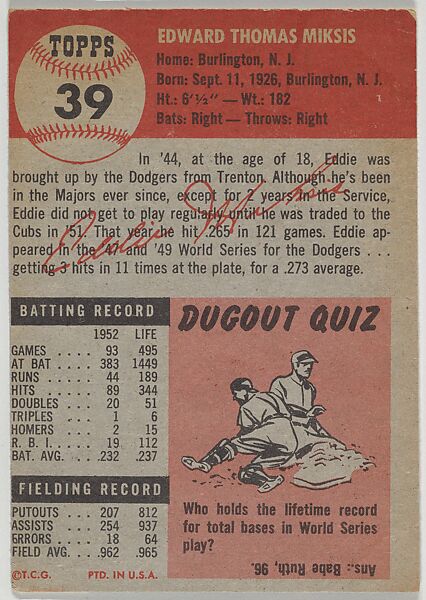 TOPPS
39
EDWARD THOMAS MIKSIS
Home: Burlington, N. J.
Born: Sept. 11, 1926, Burlington, N. J.
Ht.: 6'½" — Wt.: 182
Bats: Right — Throws: Right
In '44, at the age of 18, Eddie was
brought up by the Dodgers from Trenton. Although he's been
in the Majors ever since, except for 2 years in the Service,
Eddie did not get to play regularly until he was traded to the
Cubs in '51. That year he hit .265 in 121 games. Eddie ap-
peared in the '47 and '49 World Series for the Dodgers . . .
getting 3 hits in 11 times at the plate, for a .273 average.
Eddie Miksis
BATTING RECORD
1952 LIFE
GAMES . . . . 93 495
AT BAT . . . . 383 1449
RUNS . . . . 44 189
HITS . . . . 89 344
DOUBLES . . 20 51
TRIPLES . . . 1 6
HOMERS . . . 2 15
R. B. I. . . . . 19 112
BAT. AVG. . . .232 .237
FIELDING RECORD
PUTOUTS . . 207 812
ASSISTS . . . 254 937
ERRORS . . . 18 64
FIELD AVG. . .962 .965
©T.C.G. PTD. IN U.S.A.
DUGOUT QUIZ
Who holds the lifetime record
for total bases in World Series
play?
Ans.: Babe Ruth, 96.